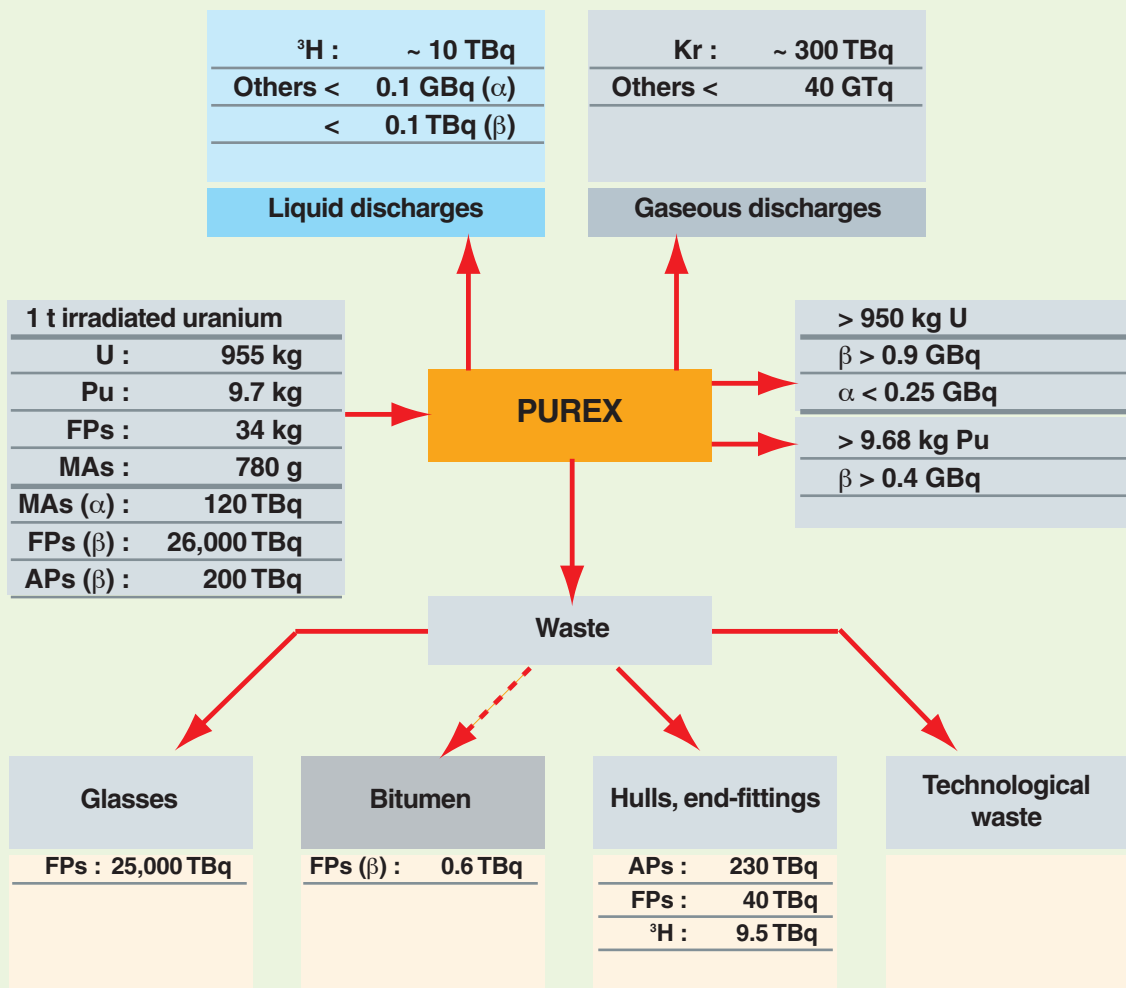 ³H : ~ 10 TBq
Others < 0.1 GBq (α)
< 0.1 TBq (β)
Liquid discharges
Kr : ~ 300 TBq
Others < 40 GTq
Gaseous discharges
1 t irradiated uranium
U : 955 kg
Pu : 9.7 kg
FPs : 34 kg
MAs : 780 g
MAs (α) : 120 TBq
FPs (β) : 26,000 TBq
APs (β) : 200 TBq
PUREX
> 950 kg U
β > 0.9 GBq
α < 0.25 GBq
> 9.68 kg Pu
β > 0.4 GBq
Waste
Glasses
FPs : 25,000 TBq
Bitumen
FPs (β) : 0.6 TBq
Hulls, end-fittings
APs : 230 TBq
FPs : 40 TBq
³H : 9.5 TBq
Technological
waste